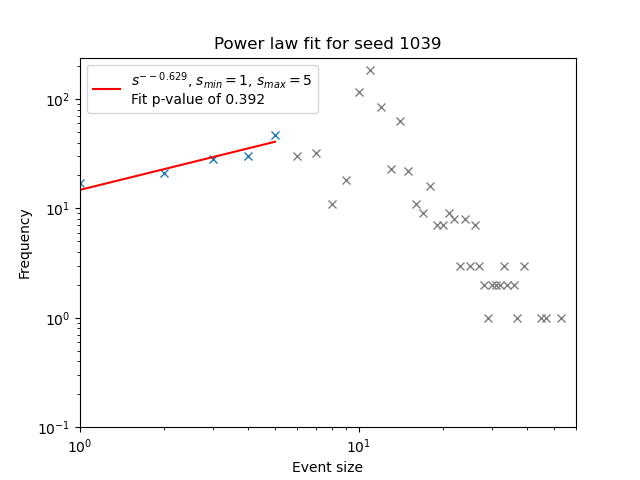 Power law fit for seed 1039
s^{--0.629}, s_{min} = 1, s_{max} = 5
Fit p-value of 0.392
10^2
10^1
10^0
10^{-1}
Frequency
10^0
10^1
Event size